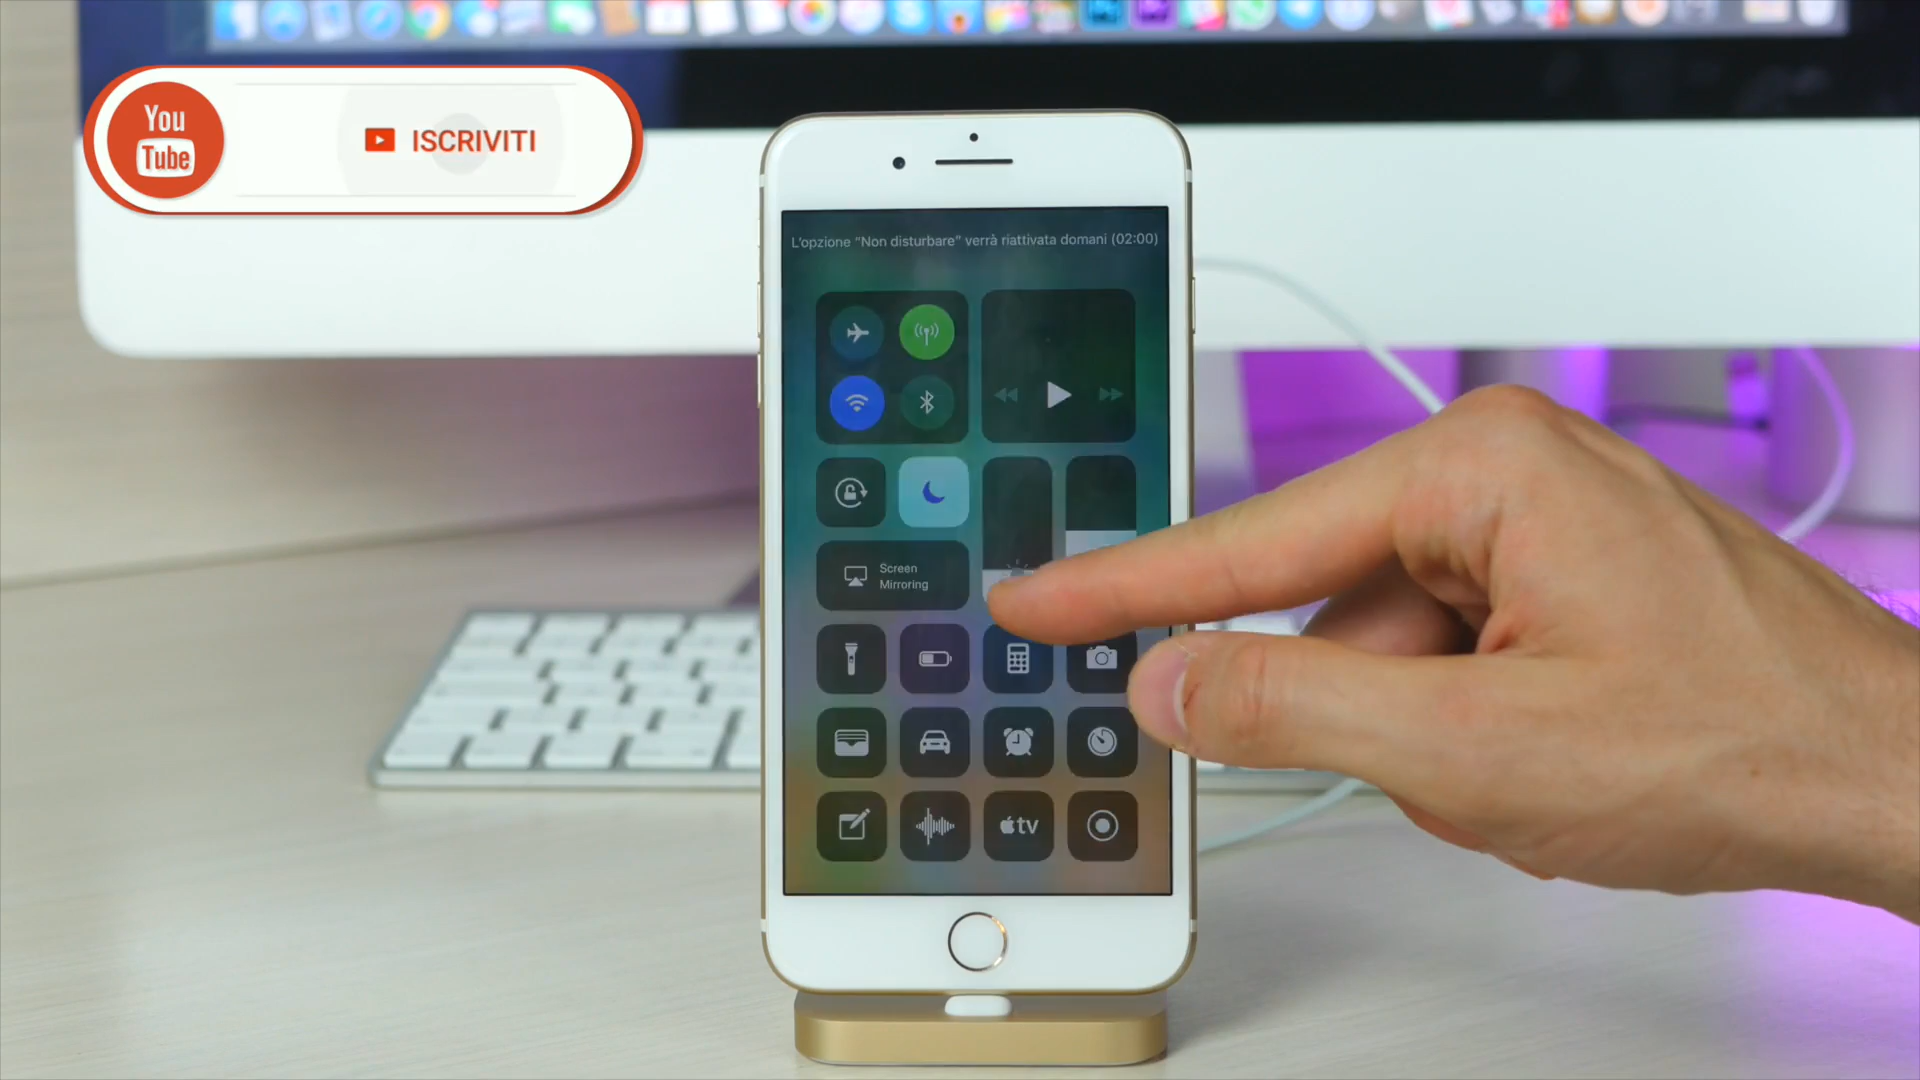 You
Tube
ISCRIVITI
L'opzione "Non disturbare" verrà riattivata domani (02:00)
Screen
Mirroring
tv